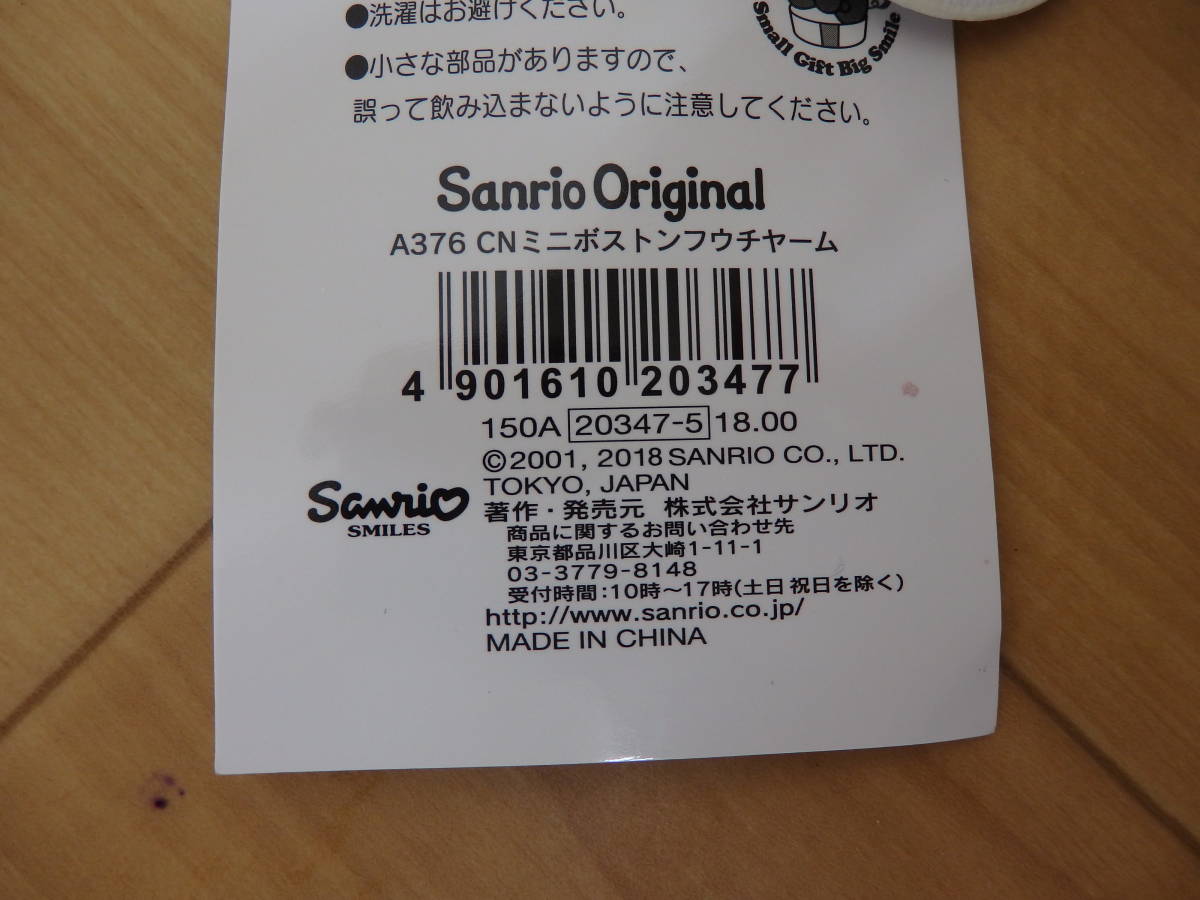 ●洗濯はお避けください。
●小さな部品がありますので、
誤って飲み込まないように注意してください。
Small Gift Big Smile
Sanrio Original
A376 CNミニボストンフウチヤーム
4 901610 203477
150A 20347-5 18.00
©2001, 2018 SANRIO CO., LTD.
TOKYO, JAPAN
Sanrio
SMILES
著作・発売元 株式会社サンリオ
商品に関するお問い合わせ先
東京都品川区大崎1-11-1
03-3779-8148
受付時間:10時～17時(土日祝日を除く)
http://www.sanrio.co.jp/
MADE IN CHINA